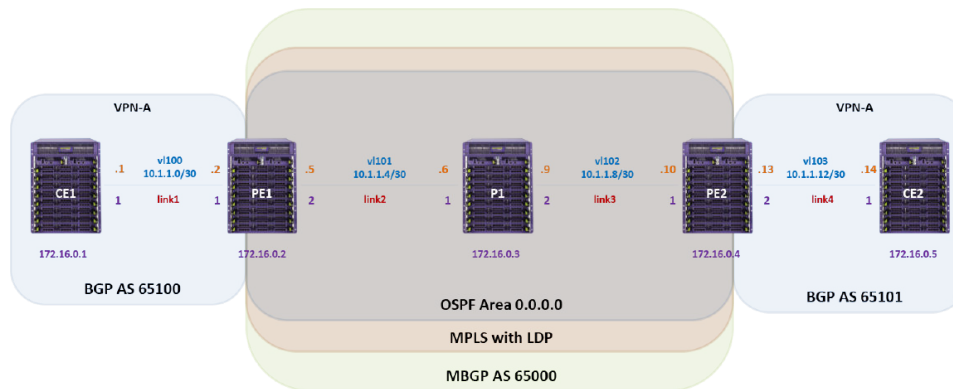 VPN-A
VPN-A
.1
vl100
10.1.1.0/30
.2
.5
vl101
10.1.1.4/30
.6
.9
vl102
10.1.1.8/30
.10
.13
vl103
10.1.1.12/30
.14
CE1
PE1
P1
PE2
CE2
1
link1
1
2
link2
1
2
link3
1
2
link4
1
172.16.0.1
172.16.0.2
172.16.0.3
172.16.0.4
172.16.0.5
BGP AS 65100
OSPF Area 0.0.0.0
BGP AS 65101
MPLS with LDP
MBGP AS 65000